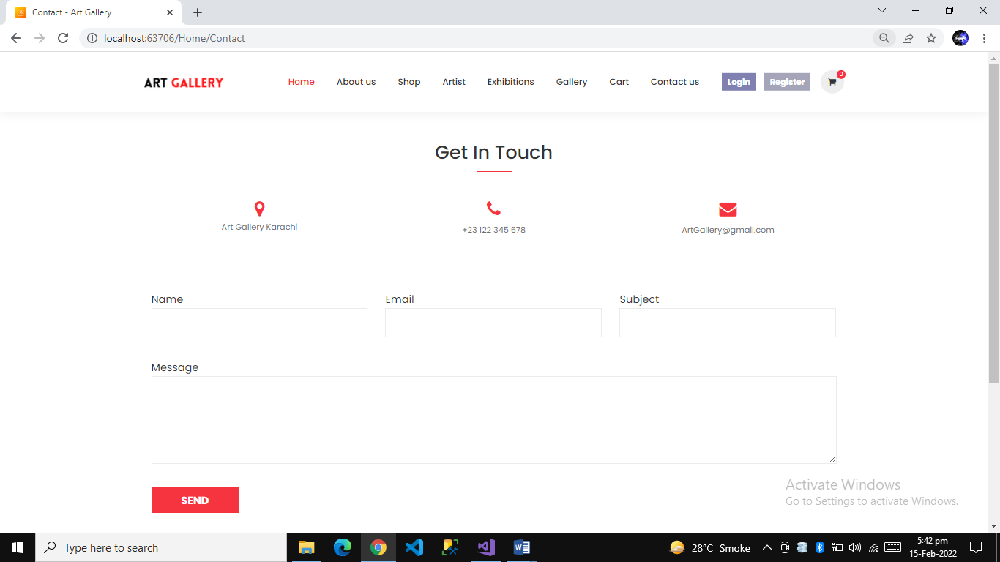 Contact - Art Gallery
localhost:63706/Home/Contact
ART GALLERY
Home About us Shop Artist Exhibitions Gallery Cart Contact us Login Register 0
Get In Touch
Art Gallery Karachi
+23 122 345 678
ArtGallery@gmail.com
Name Email Subject
Message
SEND
Activate Windows
Go to Settings to activate Windows.
Type here to search
28°C Smoke
5:42 pm
15-Feb-2022